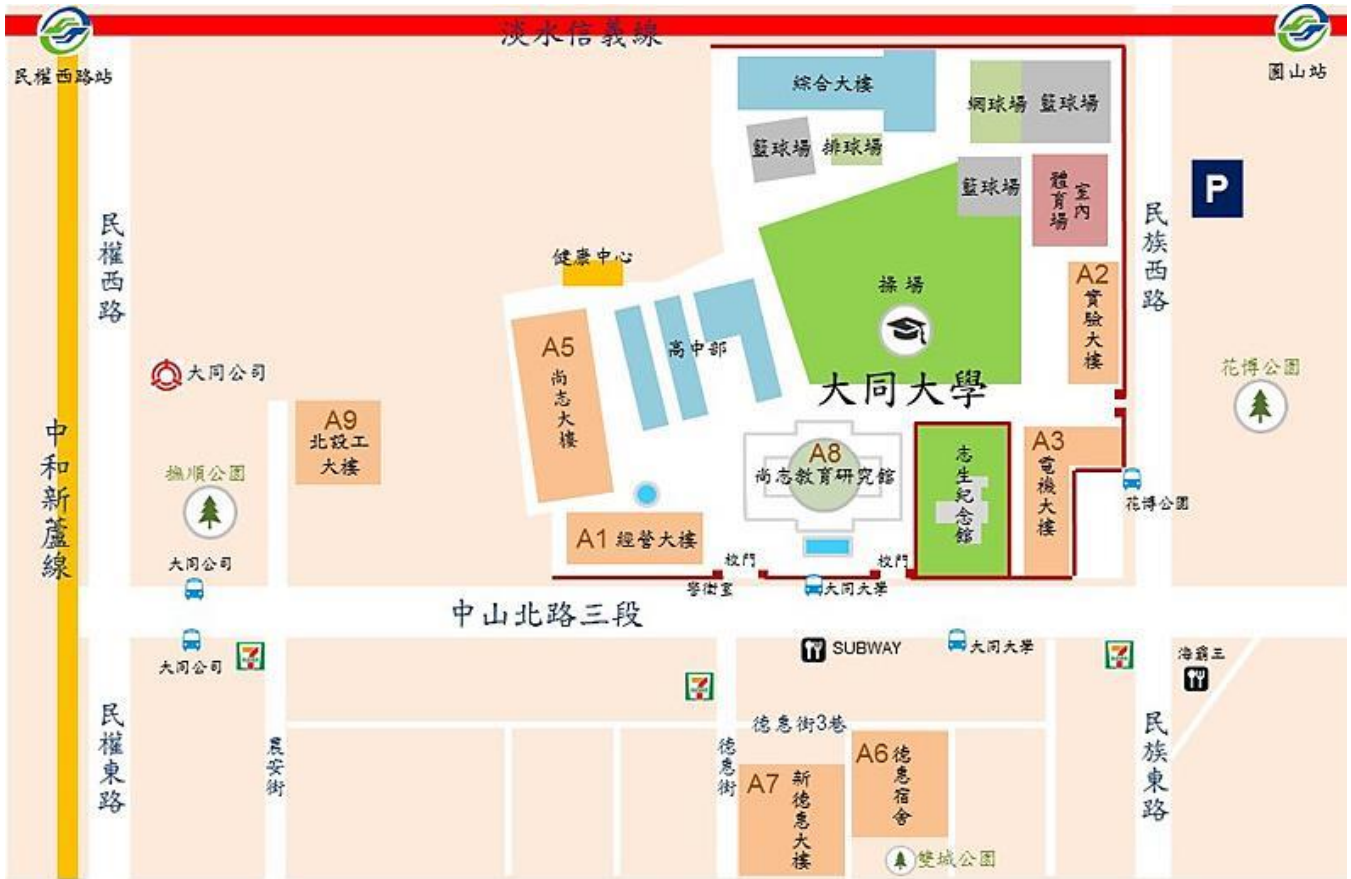 淡水信義線
民權西路站
圓山站
綜合大樓
網球場
籃球場
籃球場
排球場
籃球場
室內
體育場
P
民權西路
民族西路
健康中心
操場
A2
實驗大樓
A5
尚志大樓
高中部
大同公司
大同大學
花博公園
A9
北設工
大樓
中和新蘆線
撫順公園
A8
尚志教育研究館
志生紀念館
A3
電機大樓
花博公園
A1 經營大樓
大同公司
校門
校門
警衛室
大同大學
中山北路三段
大同公司
SUBWAY
大同大學
海霸王
民權東路
農安街
德惠街
德惠街3巷
民族東路
A6
德惠宿舍
A7
新德惠大樓
雙城公園